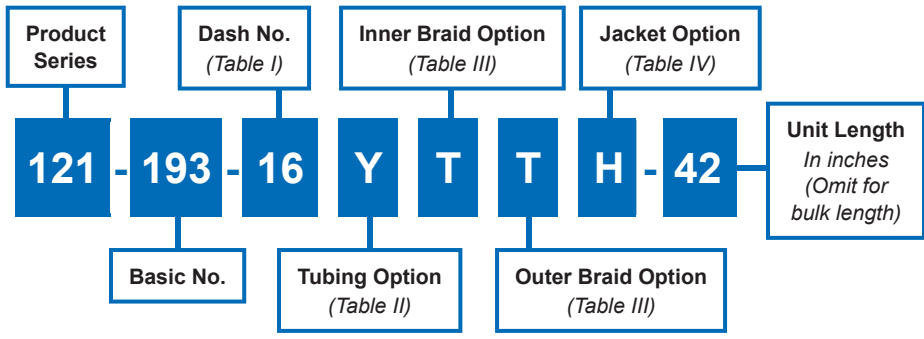 Product
Series
Dash No.
(Table I)
Inner Braid Option
(Table III)
Jacket Option
(Table IV)
121 - 193 - 16 Y T T H - 42
Unit Length
In inches
(Omit for
bulk length)
Basic No.
Tubing Option
(Table II)
Outer Braid Option
(Table III)